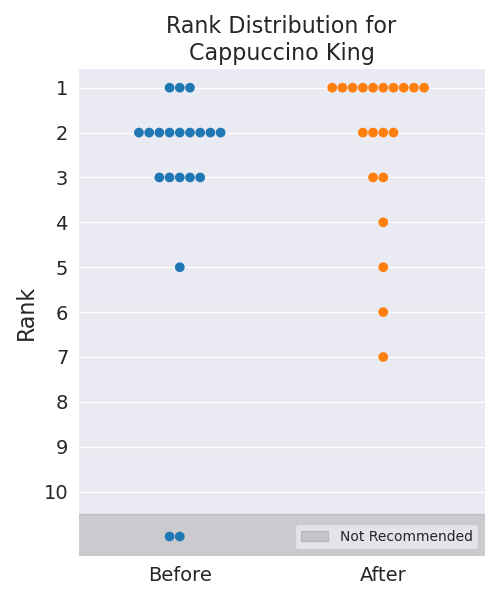 Rank Distribution for
Cappuccino King
1
2
3
4
5
6
7
8
9
10
Rank
Not Recommended
Before
After